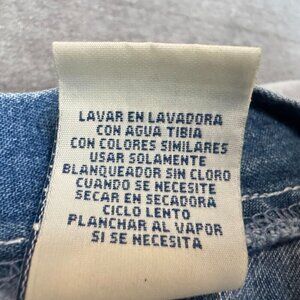 LAVAR EN LAVADORA
CON AGUA TIBIA
CON COLORES SIMILARES
USAR SOLAMENTE
BLANQUEADOR SIN CLORO
CUANDO SE NECESITE
SECAR EN SECADORA
CICLO LENTO
PLANCHAR AL VAPOR
SI SE NECESITA